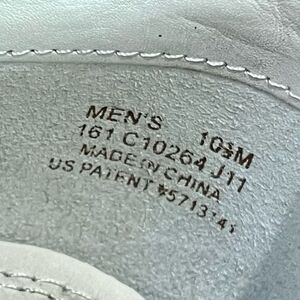 MEN'S 10½M
161 C10264 J11
MADE IN CHINA
US PATENT #5713141